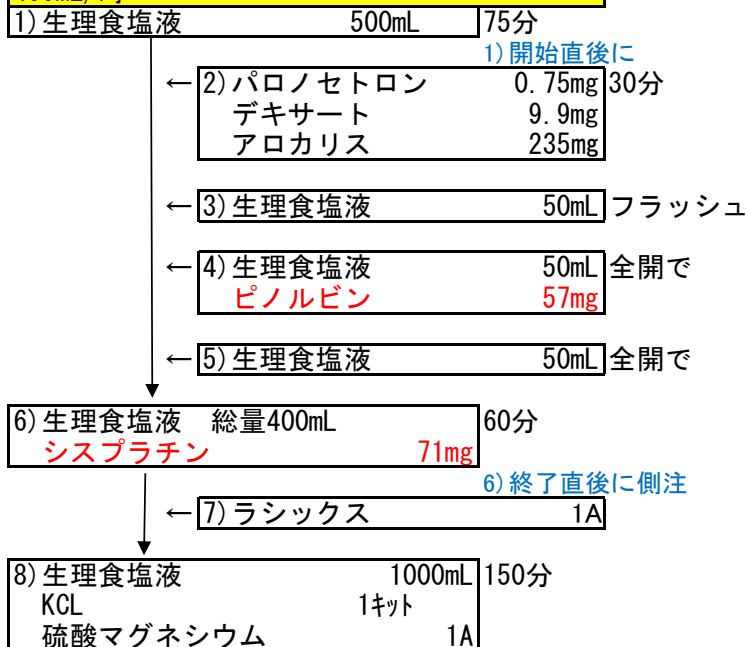 1)生理食塩液 500mL 75分
1)開始直後に
← 2)パロノセトロン 0.75mg 30分
デキサート 9.9mg
アロカリス 235mg
← 3)生理食塩液 50mL フラッシュ
← 4)生理食塩液 50mL 全開で
ピノルビン 57mg
← 5)生理食塩液 50mL 全開で
6)生理食塩液 総量400mL 60分
シスプラチン 71mg
6)終了直後に側注
← 7)ラシックス 1A
8)生理食塩液 1000mL 150分
KCL 1ｷｯﾄ
硫酸マグネシウム 1A